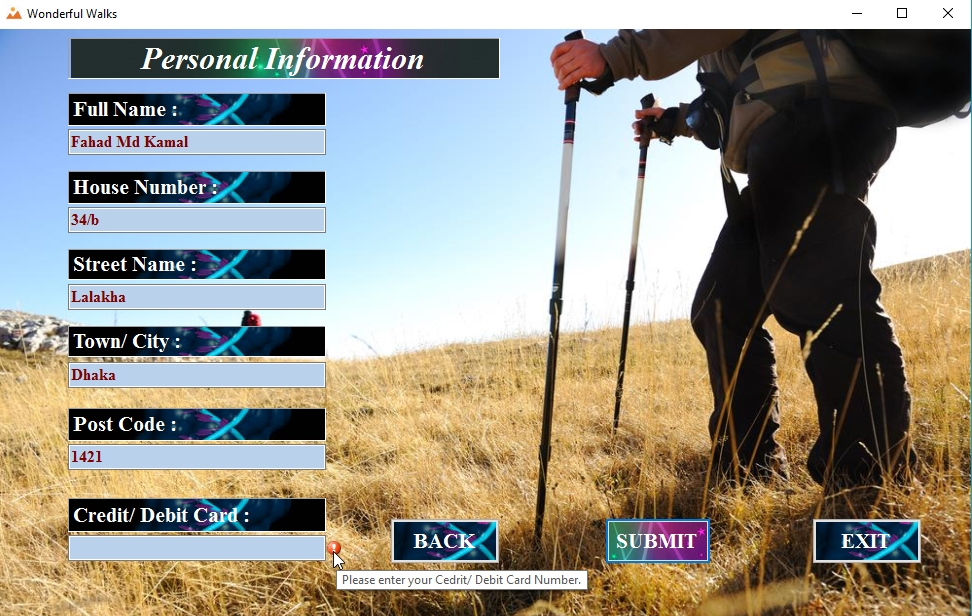 Wonderful Walks
Personal Information
Full Name :
Fahad Md Kamal
House Number :
34/b
Street Name :
Lalakha
Town/ City :
Dhaka
Post Code :
1421
Credit/ Debit Card :
BACK
SUBMIT
EXIT
Please enter your Cedrit/ Debit Card Number.